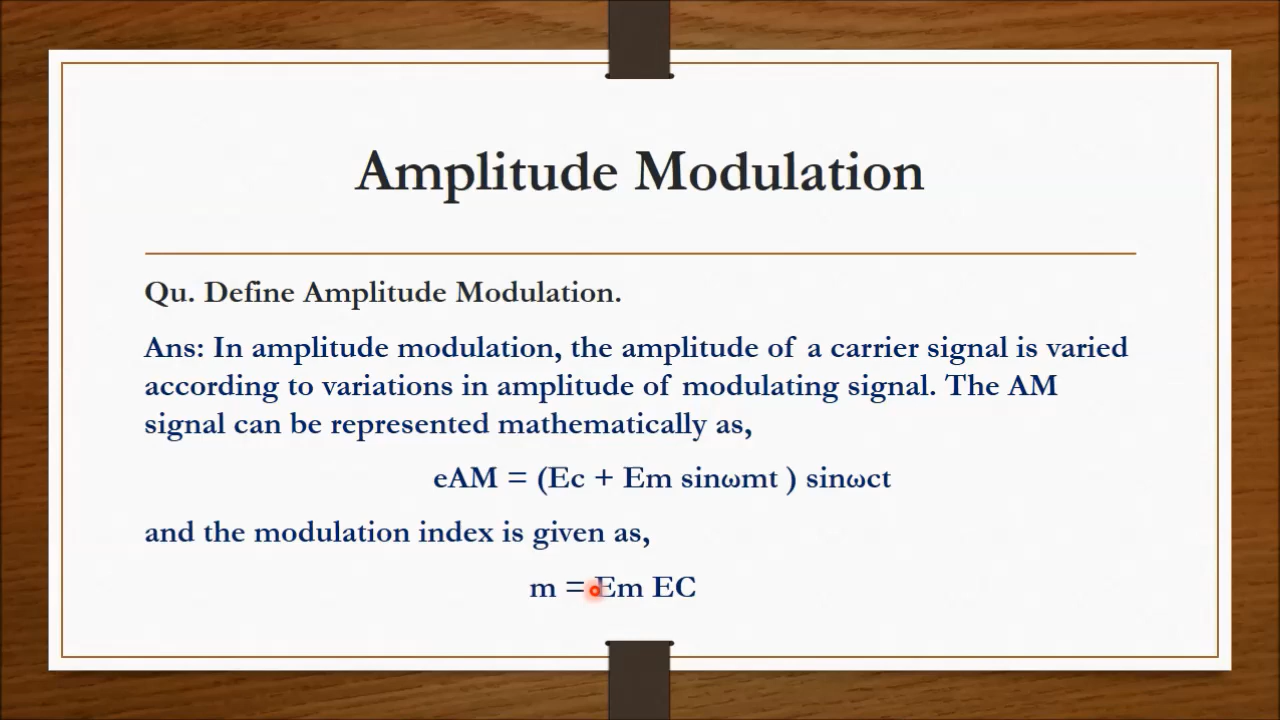 Amplitude Modulation
Qu. Define Amplitude Modulation.
Ans: In amplitude modulation, the amplitude of a carrier signal is varied
according to variations in amplitude of modulating signal. The AM
signal can be represented mathematically as,
eAM = (Ec + Em sinωmt ) sinωct
and the modulation index is given as,
m = Em EC